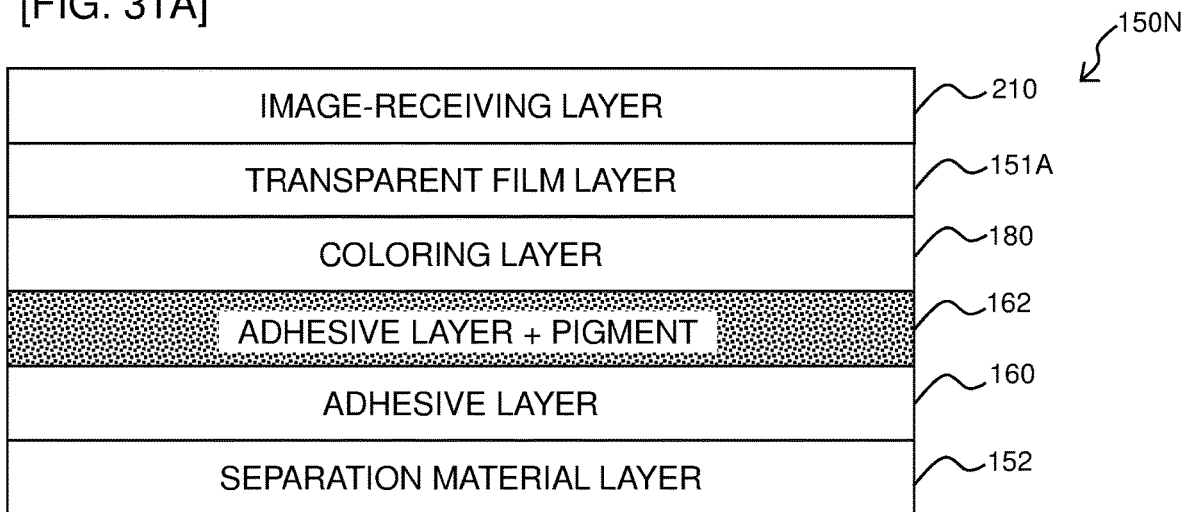 [FIG. 31A]
150N
IMAGE-RECEIVING LAYER 210
TRANSPARENT FILM LAYER 151A
COLORING LAYER 180
ADHESIVE LAYER + PIGMENT 162
ADHESIVE LAYER 160
SEPARATION MATERIAL LAYER 152